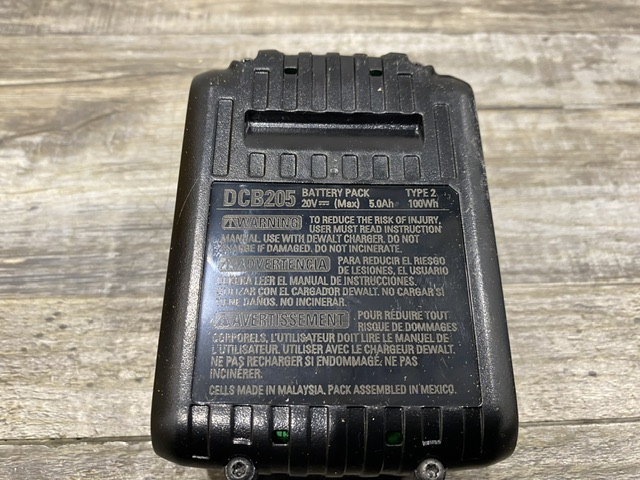 DCB205 BATTERY PACK TYPE 2
20V (Max) 5.0Ah 100Wh
WARNING TO REDUCE THE RISK OF INJURY,
USER MUST READ INSTRUCTION
MANUAL. USE WITH DEWALT CHARGER. DO NOT
IF DAMAGED. DO NOT INCINERATE.
ADVERTENCIA PARA REDUCIR EL RIESGO
DE LESIONES, EL USUARIO
LEER EL MANUAL DE INSTRUCCIONES.
CON EL CARGADOR DEWALT. NO CARGAR SI
DAÑOS. NO INCINERAR.
AVERTISSEMENT POUR RÉDUIRE TOUT
RISQUE DE DOMMAGES
CORPORELS, L'UTILISATEUR DOIT LIRE LE MANUEL DE
L'UTILISATEUR. UTILISER AVEC LE CHARGEUR DEWALT.
NE PAS RECHARGER SI ENDOMMAGÉ. NE PAS
INCINÉRER.
CELLS MADE IN MALAYSIA. PACK ASSEMBLED IN MEXICO.